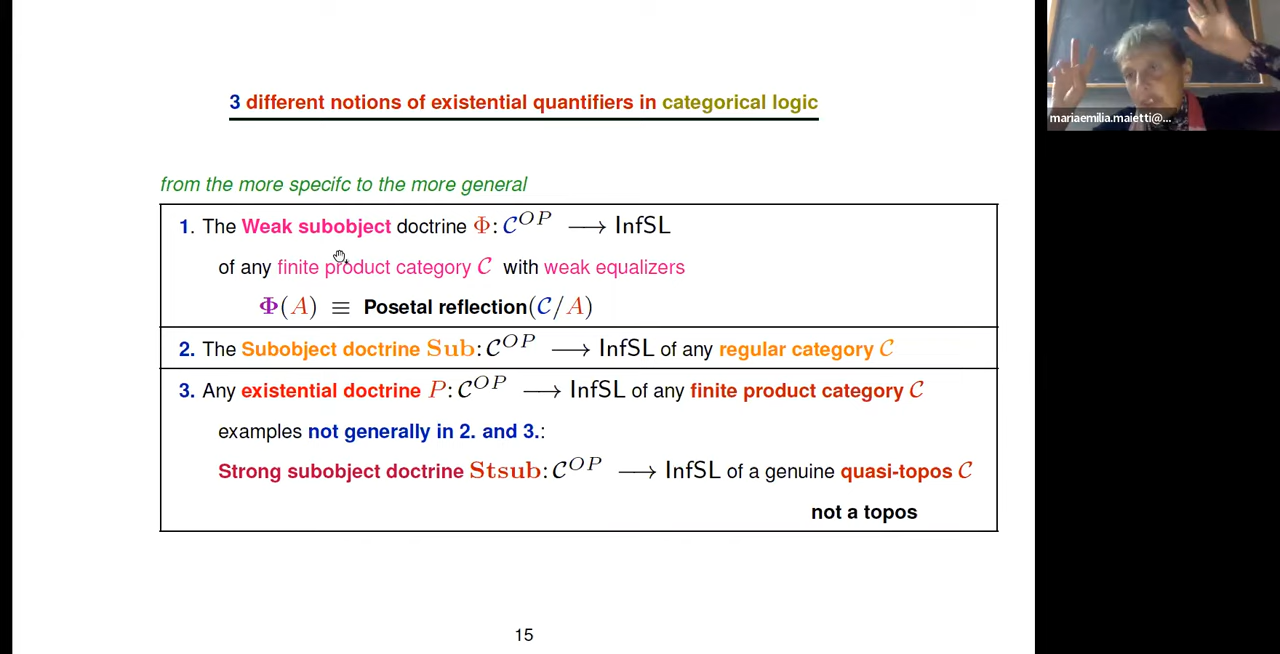 3 different notions of existential quantifiers in categorical logic
from the more specifc to the more general
1. The Weak subobject doctrine Φ: 𝒞^OP ⟶ InfSL
of any finite product category 𝒞 with weak equalizers
Φ(A) ≡ Posetal reflection(𝒞/A)
2. The Subobject doctrine Sub: 𝒞^OP ⟶ InfSL of any regular category 𝒞
3. Any existential doctrine P: 𝒞^OP ⟶ InfSL of any finite product category 𝒞
examples not generally in 2. and 3.:
Strong subobject doctrine Stsub: 𝒞^OP ⟶ InfSL of a genuine quasi-topos 𝒞
not a topos
15
mariaemilia.maietti@...